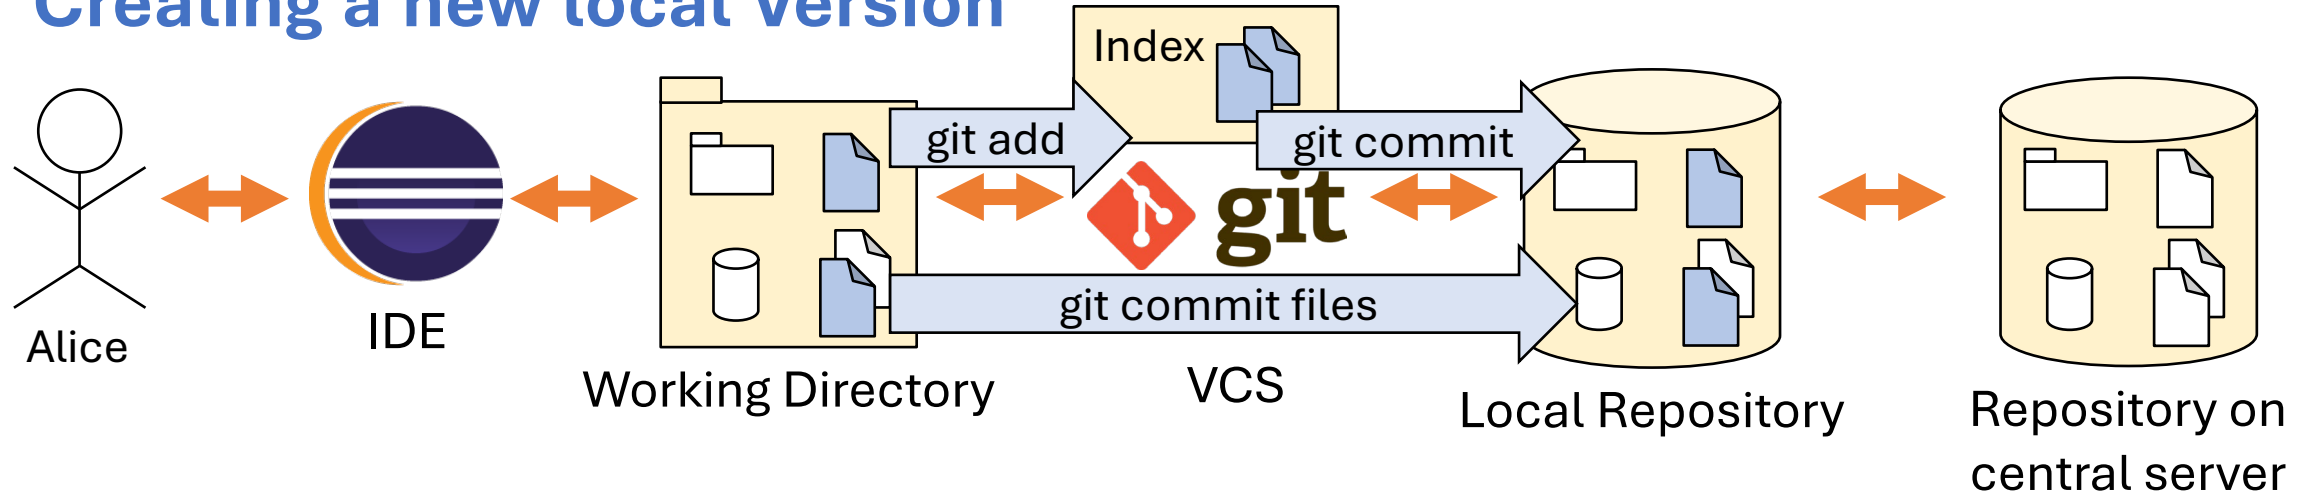 Creating a new local version
Index
git add
git commit
git
git commit files
Alice
IDE
Working Directory
VCS
Local Repository
Repository on
central server